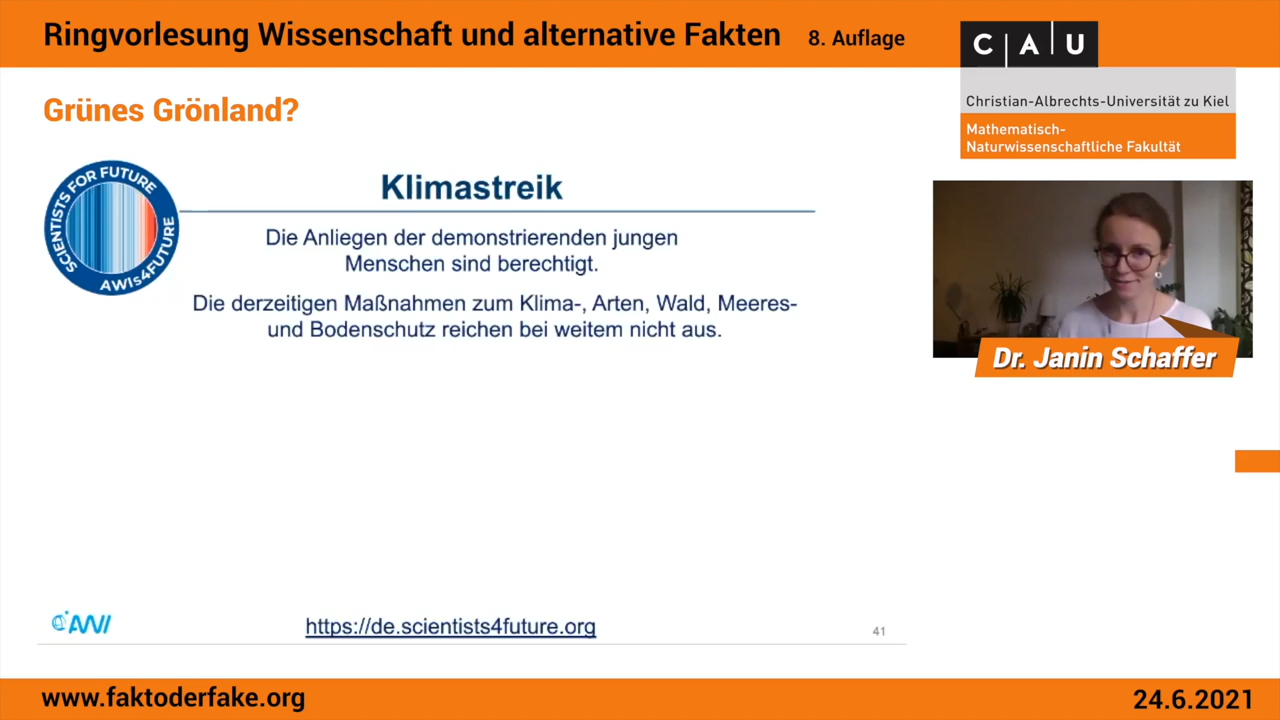 Ringvorlesung Wissenschaft und alternative Fakten 8. Auflage
C A U
Christian-Albrechts-Universität zu Kiel
Mathematisch-
Naturwissenschaftliche Fakultät
Grünes Grönland?
SCIENTISTS FOR FUTURE
AWIs4FUTURE
Klimastreik
Die Anliegen der demonstrierenden jungen
Menschen sind berechtigt.
Die derzeitigen Maßnahmen zum Klima-, Arten, Wald, Meeres-
und Bodenschutz reichen bei weitem nicht aus.
Dr. Janin Schaffer
AWI
https://de.scientists4future.org
41
www.faktoderfake.org
24.6.2021